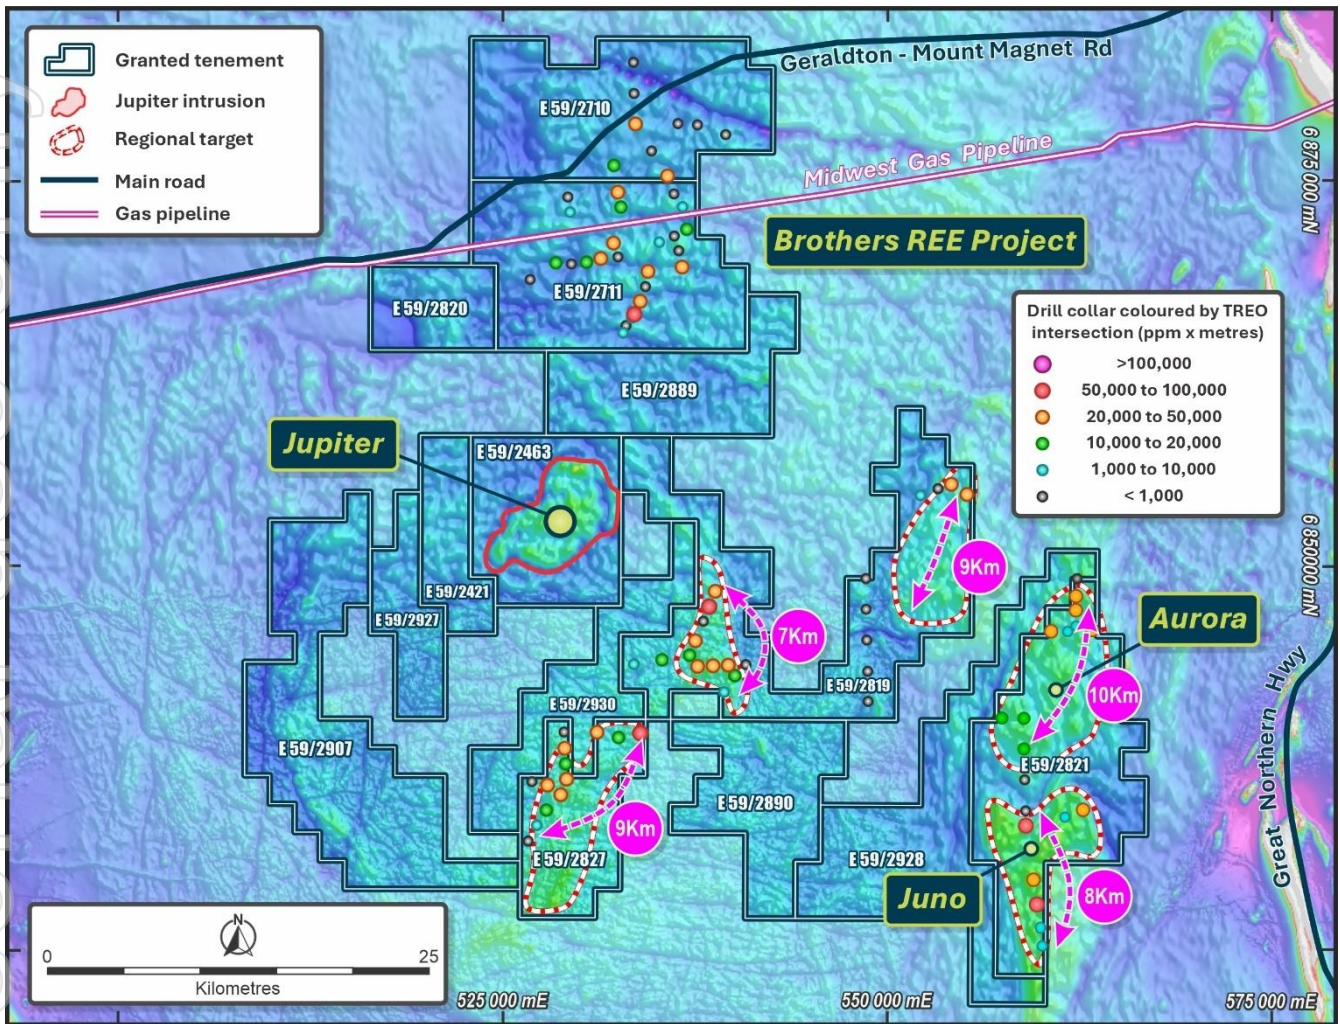 Granted tenement
Jupiter intrusion
Regional target
Main road
Gas pipeline
Geraldton - Mount Magnet Rd
E 59/2710
Midwest Gas Pipeline
6 875 000 mN
Brothers REE Project
E 59/2711
E 59/2820
Drill collar coloured by TREO
intersection (ppm x metres)
>100,000
50,000 to 100,000
20,000 to 50,000
10,000 to 20,000
1,000 to 10,000
< 1,000
E 59/2889
Jupiter
E 59/2463
6 850 000 mN
9Km
E 59/2421
E 59/2927
Aurora
7Km
E 59/2819
10Km
E 59/2930
E 59/2907
E 59/2821
Great Northern Hwy
E 59/2890
9Km
E 59/2827
E 59/2928
Juno
8Km
N
0
25
Kilometres
525 000 mE
550 000 mE
575 000 mE